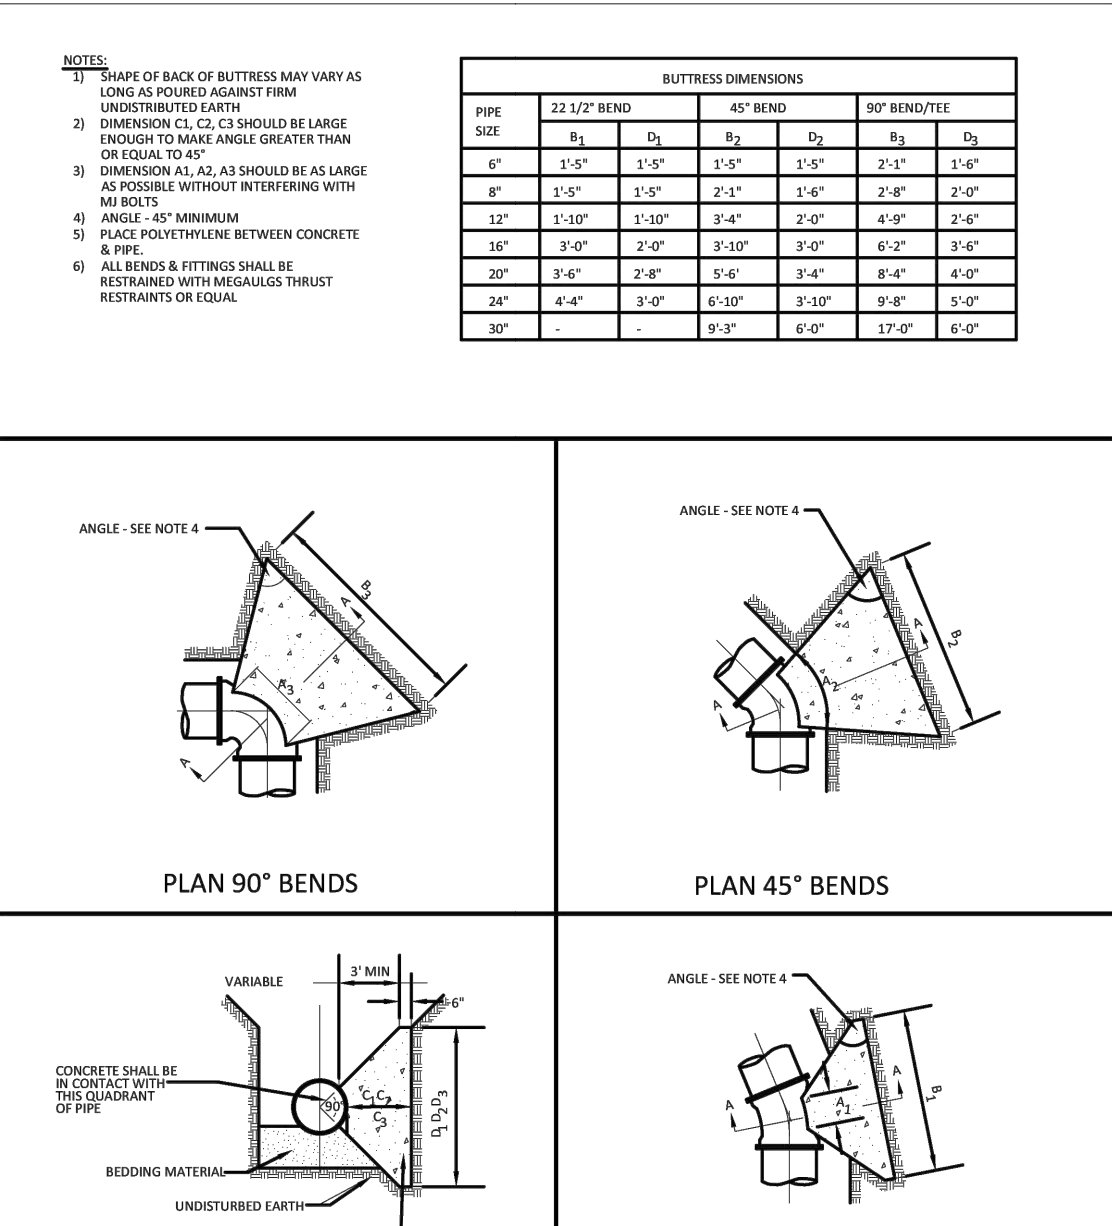 NOTES:
1) SHAPE OF BACK OF BUTTRESS MAY VARY AS
LONG AS POURED AGAINST FIRM
UNDISTRIBUTED EARTH
2) DIMENSION C1, C2, C3 SHOULD BE LARGE
ENOUGH TO MAKE ANGLE GREATER THAN
OR EQUAL TO 45°
3) DIMENSION A1, A2, A3 SHOULD BE AS LARGE
AS POSSIBLE WITHOUT INTERFERING WITH
MJ BOLTS
4) ANGLE - 45° MINIMUM
5) PLACE POLYETHYLENE BETWEEN CONCRETE
& PIPE.
6) ALL BENDS & FITTINGS SHALL BE
RESTRAINED WITH MEGAULGS THRUST
RESTRAINTS OR EQUAL
BUTTRESS DIMENSIONS
PIPE SIZE 22 1/2° BEND 45° BEND 90° BEND/TEE
B1 D1 B2 D2 B3 D3
6" 1'-5" 1'-5" 1'-5" 1'-5" 2'-1" 1'-6"
8" 1'-5" 1'-5" 2'-1" 1'-6" 2'-8" 2'-0"
12" 1'-10" 1'-10" 3'-4" 2'-0" 4'-9" 2'-6"
16" 3'-0" 2'-0" 3'-10" 3'-0" 6'-2" 3'-6"
20" 3'-6" 2'-8" 5'-6' 3'-4" 8'-4" 4'-0"
24" 4'-4" 3'-0" 6'-10" 3'-10" 9'-8" 5'-0"
30" - - 9'-3" 6'-0" 17'-0" 6'-0"
ANGLE - SEE NOTE 4
B3
A
A3
A
PLAN 90° BENDS
ANGLE - SEE NOTE 4
B2
A
A2
A
PLAN 45° BENDS
VARIABLE
3' MIN
6"
CONCRETE SHALL BE
IN CONTACT WITH
THIS QUADRANT
OF PIPE
90°
C1 C2
C3
D1 D2 D3
BEDDING MATERIAL
UNDISTURBED EARTH
ANGLE - SEE NOTE 4
A
B1
A1
A